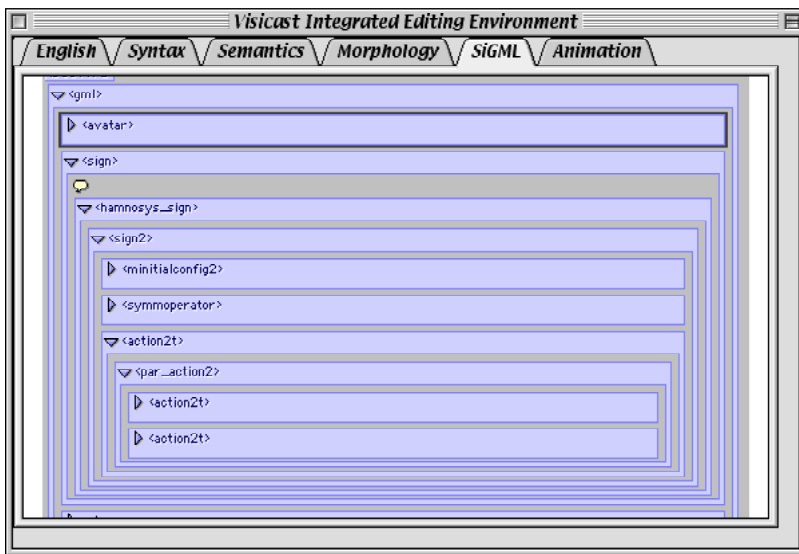 Visicast Integrated Editing Environment
English Syntax Semantics Morphology SiGML Animation
<gml>
<avatar>
<sign>
<hamnosys_sign>
<sign2>
<minitialconfig2>
<symmoperator>
<action2t>
<par_action2>
<action2t>
<action2t>